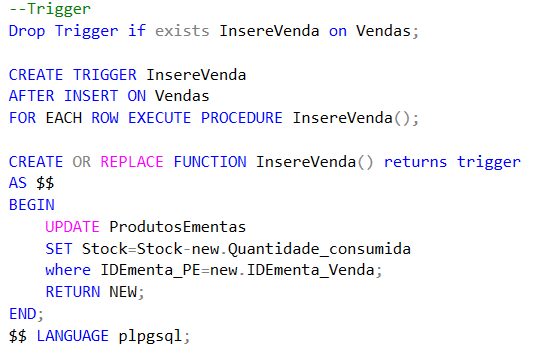 --Trigger
Drop Trigger if exists InsereVenda on Vendas;
CREATE TRIGGER InsereVenda
AFTER INSERT ON Vendas
FOR EACH ROW EXECUTE PROCEDURE InsereVenda();
CREATE OR REPLACE FUNCTION InsereVenda() returns trigger
AS $$
BEGIN
    UPDATE ProdutosEmentas
    SET Stock=Stock-new.Quantidade_consumida
    where IDEmenta_PE=new.IDEmenta_Venda;
    RETURN NEW;
END;
$$ LANGUAGE plpgsql;